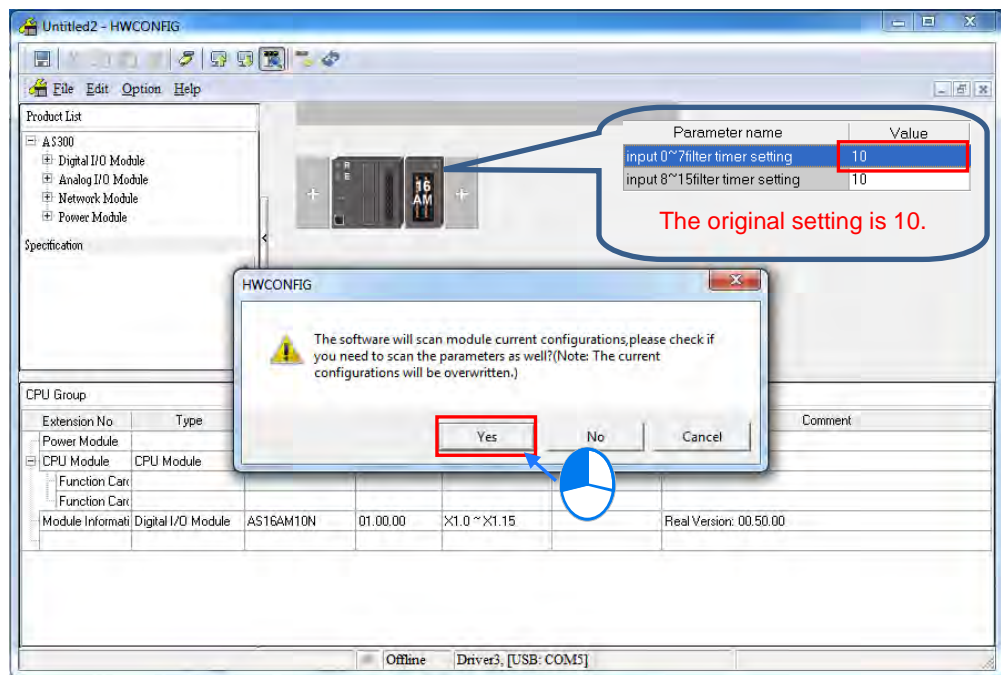 Untitled2 - HWCONFIG
File Edit Option Help
Product List
AS300
Digital I/O Module
Analog I/O Module
Network Module
Power Module
Specification
16
AM
Parameter name Value
input 0~7filter timer setting 10
input 8~15filter timer setting 10
The original setting is 10.
HWCONFIG
The software will scan module current configurations,please check if
you need to scan the parameters as well?(Note: The current
configurations will be overwritten.)
Yes No Cancel
CPU Group
Extension No Type Comment
Power Module
CPU Module CPU Module
Function Card
Function Card
Module Informati Digital I/O Module AS16AM10N 01.00.00 X1.0 ~ X1.15 Real Version: 00.50.00
Offline Driver3, [USB: COM5]